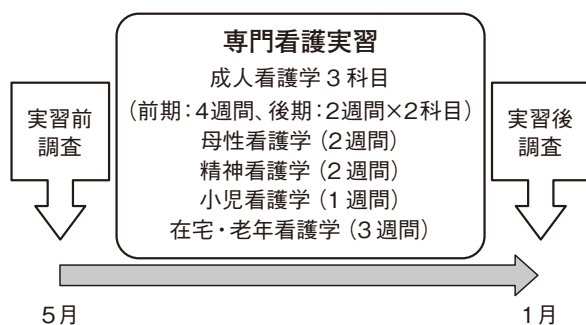 専門看護実習
成人看護学3科目
(前期:4週間、後期:2週間×2科目)
母性看護学(2週間)
精神看護学(2週間)
小児看護学(1週間)
在宅・老年看護学(3週間)
実習前
調査
実習後
調査
5月
1月